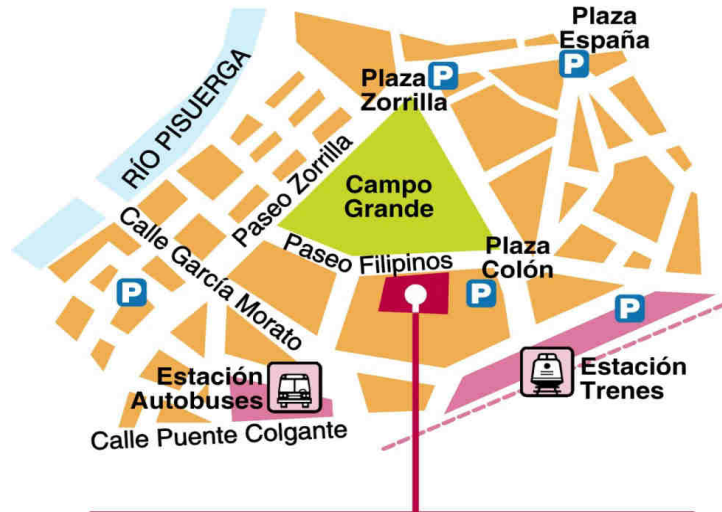 Plaza
España
P
Plaza
Zorrilla
P
RÍO PISUERGA
Paseo Zorrilla
Campo
Grande
Calle García Morato
Paseo Filipinos
Plaza
Colón
P
P
P
Estación
Autobuses
Estación
Trenes
Calle Puente Colgante